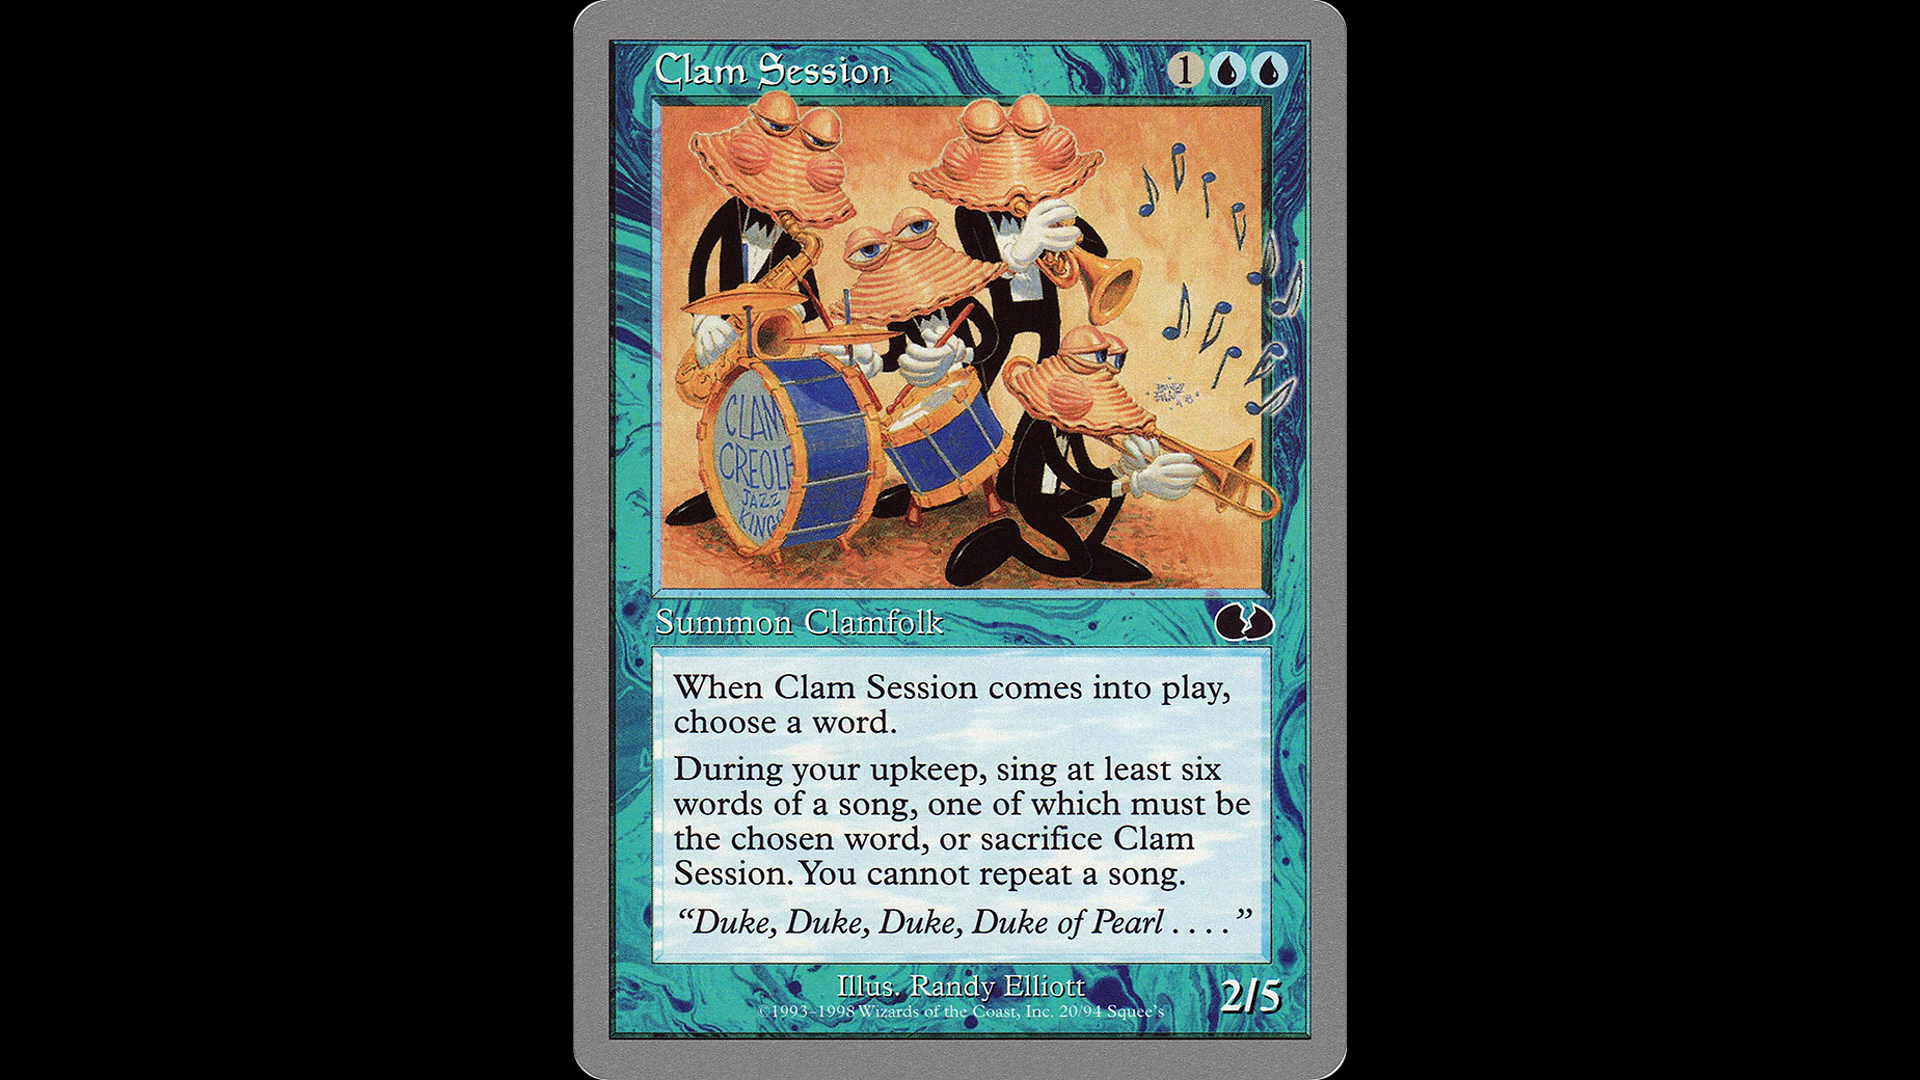 Clam Session 1
CLAM
CREOLE
JAZZ
KINGS
Summon Clamfolk
When Clam Session comes into play,
choose a word.
During your upkeep, sing at least six
words of a song, one of which must be
the chosen word, or sacrifice Clam
Session. You cannot repeat a song.
“Duke, Duke, Duke, Duke of Pearl . . . .”
Illus. Randy Elliott
©1993–1998 Wizards of the Coast, Inc. 20/94 Squee's
2/5